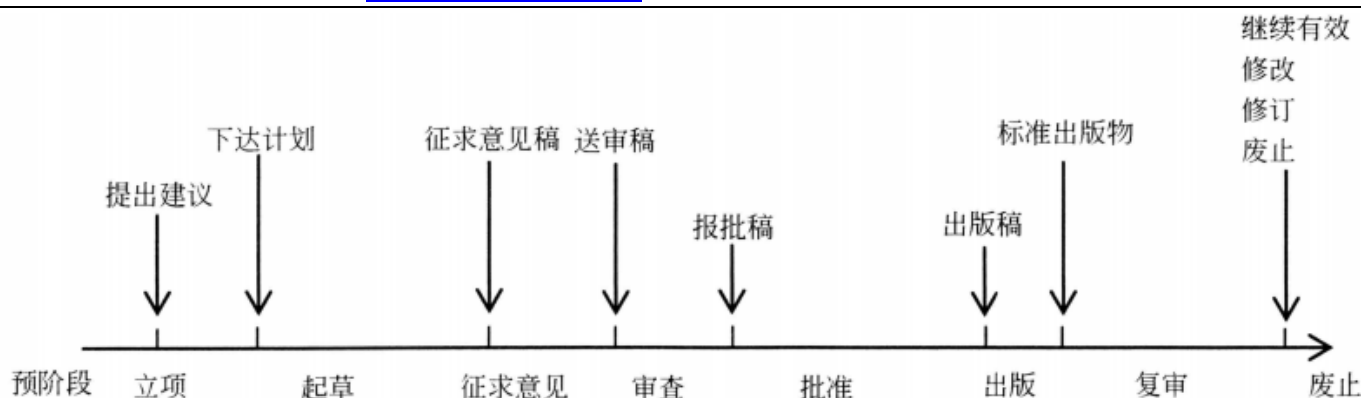 继续有效
修改
修订
废止
下达计划
征求意见稿
送审稿
标准出版物
提出建议
报批稿
出版稿
预阶段
立项
起草
征求意见
审查
批准
出版
复审
废止